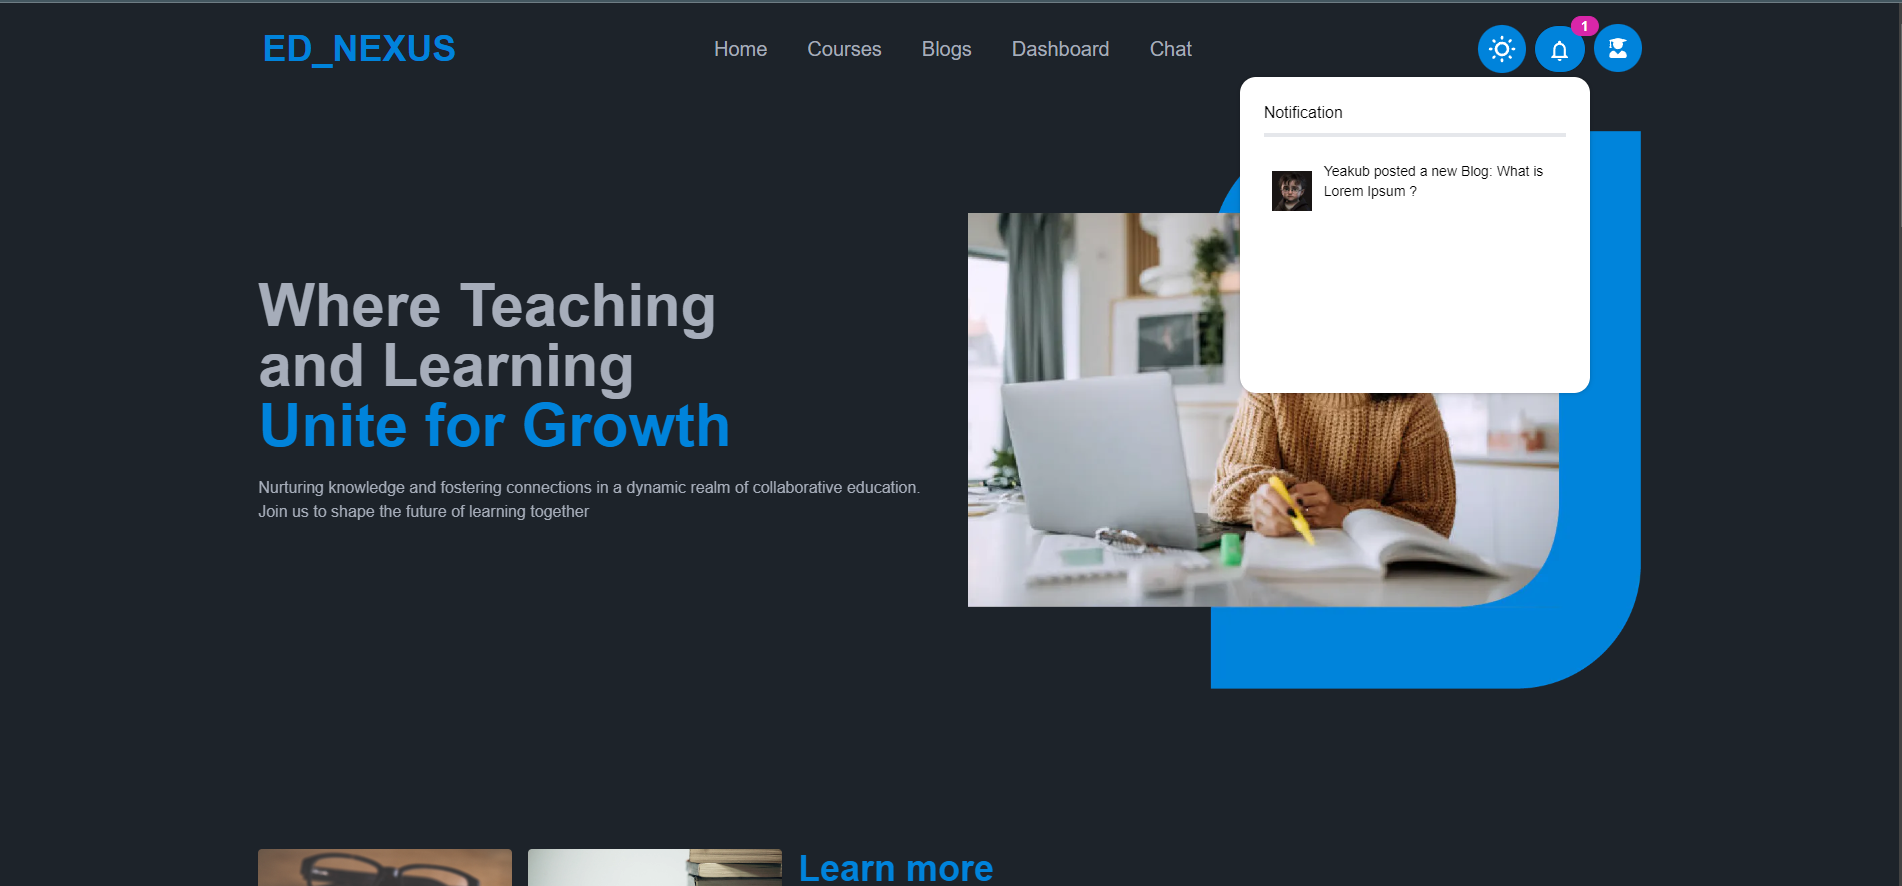 ED_NEXUS
Home
Courses
Blogs
Dashboard
Chat
1
Notification
Yeakub posted a new Blog: What is
Lorem Ipsum ?
Where Teaching
and Learning
Unite for Growth
Nurturing knowledge and fostering connections in a dynamic realm of collaborative education.
Join us to shape the future of learning together
Learn more